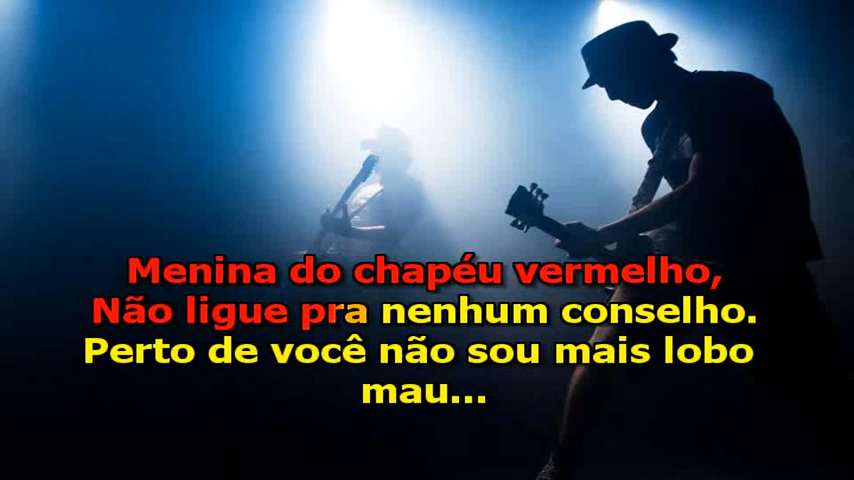 Menina do chapéu vermelho,
Não ligue pra nenhum conselho.
Perto de você não sou mais lobo
mau...